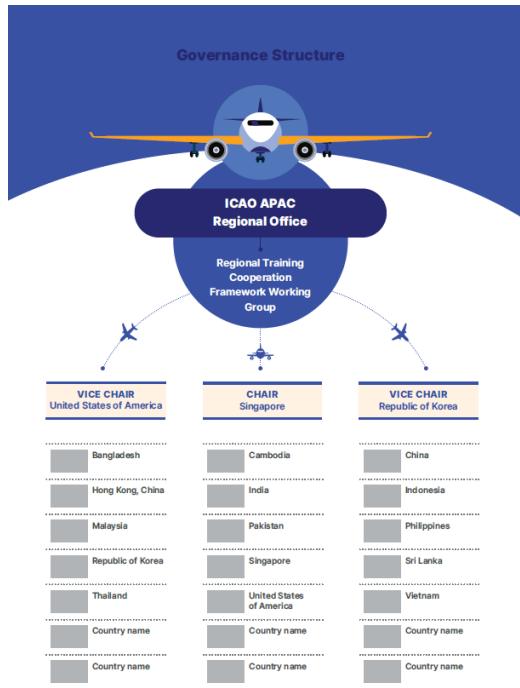 Governance Structure
ICAO APAC
Regional Office
Regional Training
Cooperation
Framework Working
Group
VICE CHAIR
United States of America
CHAIR
Singapore
VICE CHAIR
Republic of Korea
Bangladesh
Cambodia
China
Hong Kong, China
India
Indonesia
Malaysia
Pakistan
Philippines
Republic of Korea
Singapore
Sri Lanka
Thailand
United States
of America
Vietnam
Country name
Country name
Country name
Country name
Country name
Country name